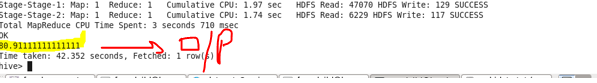 Stage-Stage-1: Map: 1  Reduce: 1   Cumulative CPU: 1.97 sec   HDFS Read: 47070 HDFS Write: 129 SUCCESS
Stage-Stage-2: Map: 1  Reduce: 1   Cumulative CPU: 1.74 sec   HDFS Read: 6229 HDFS Write: 117 SUCCESS
Total MapReduce CPU Time Spent: 3 seconds 710 msec
OK
80.91111111111111 O/P
Time taken: 42.352 seconds, Fetched: 1 row(s)
hive>